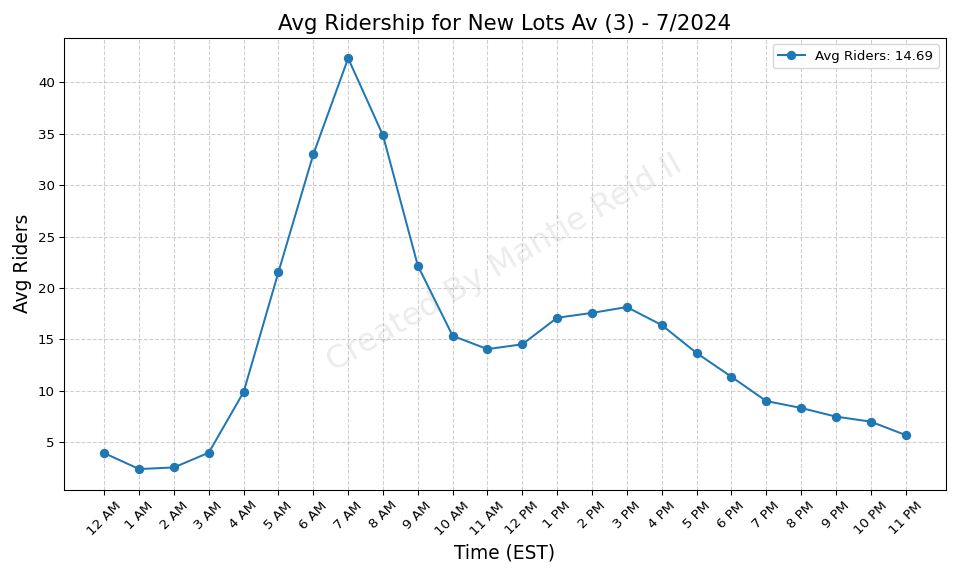 Avg Ridership for New Lots Av (3) - 7/2024
Avg Riders: 14.69
Avg Riders
40
35
30
25
20
15
10
5
Created By Mantie Reid II
12 AM
1 AM
2 AM
3 AM
4 AM
5 AM
6 AM
7 AM
8 AM
9 AM
10 AM
11 AM
12 PM
1 PM
2 PM
3 PM
4 PM
5 PM
6 PM
7 PM
8 PM
9 PM
10 PM
11 PM
Time (EST)